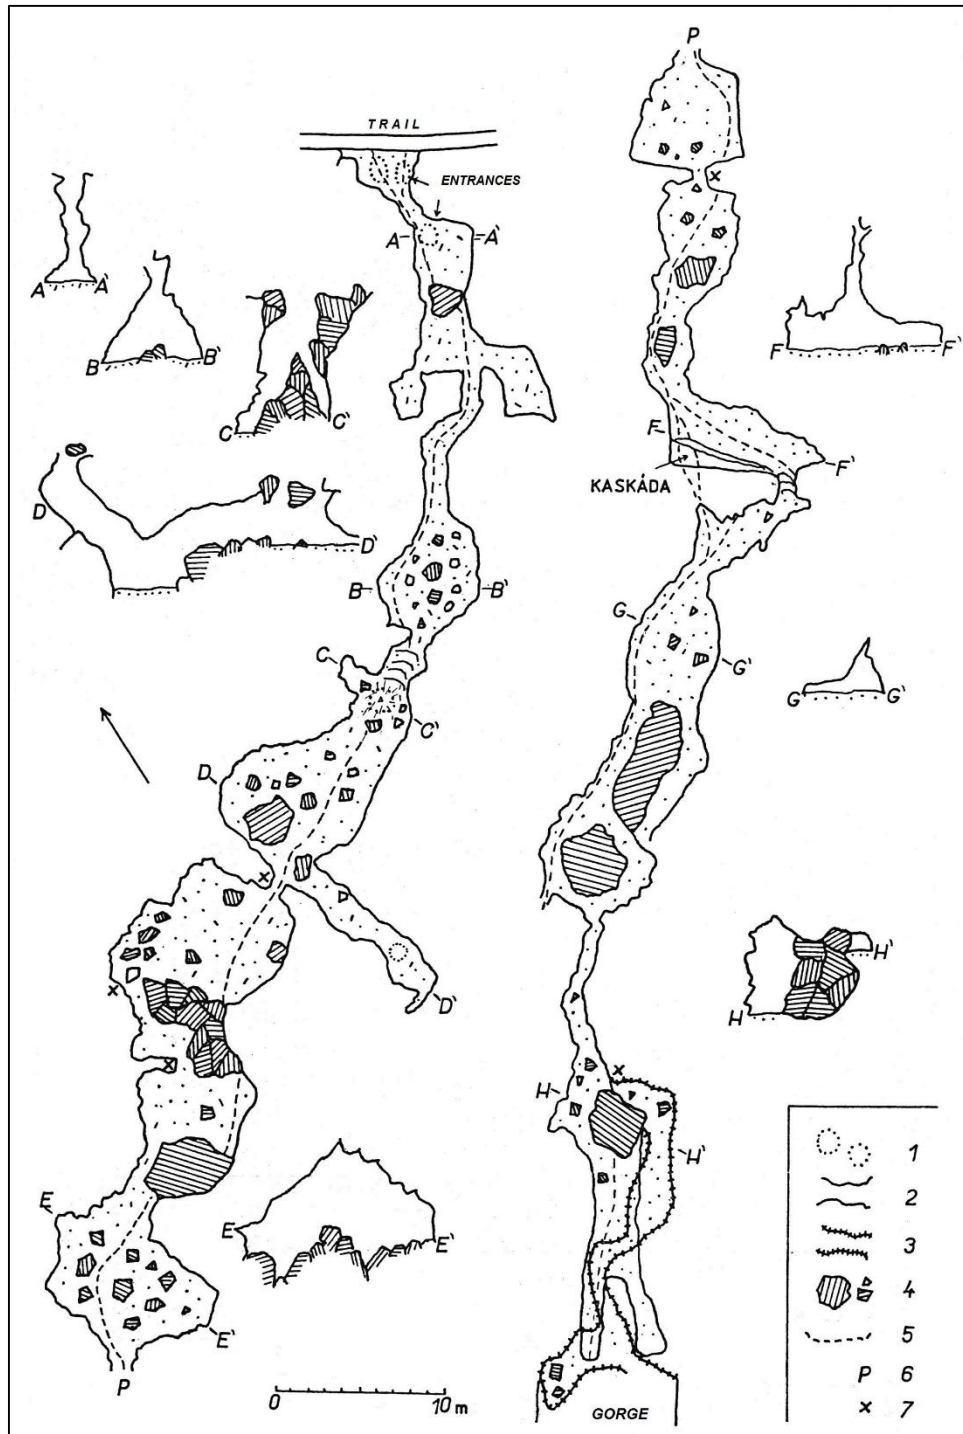 P
TRAIL
ENTRANCES
A A'
A A'
B B'
C C'
F F'
F
F'
KASKÁDA
D
D'
B B'
G
G'
C
C'
G G'
D
D'
H'
H
H
H'
E
E'
E E'
P
0 10 m
GORGE
1
2
3
4
5
P 6
x 7